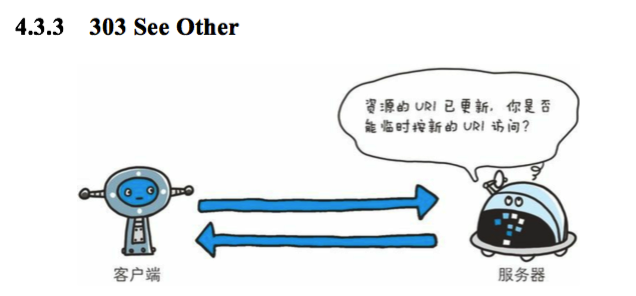 4.3.3 303 See Other
资源的 URI 已更新，你是否
能临时按新的 URI 访问？
客户端
服务器